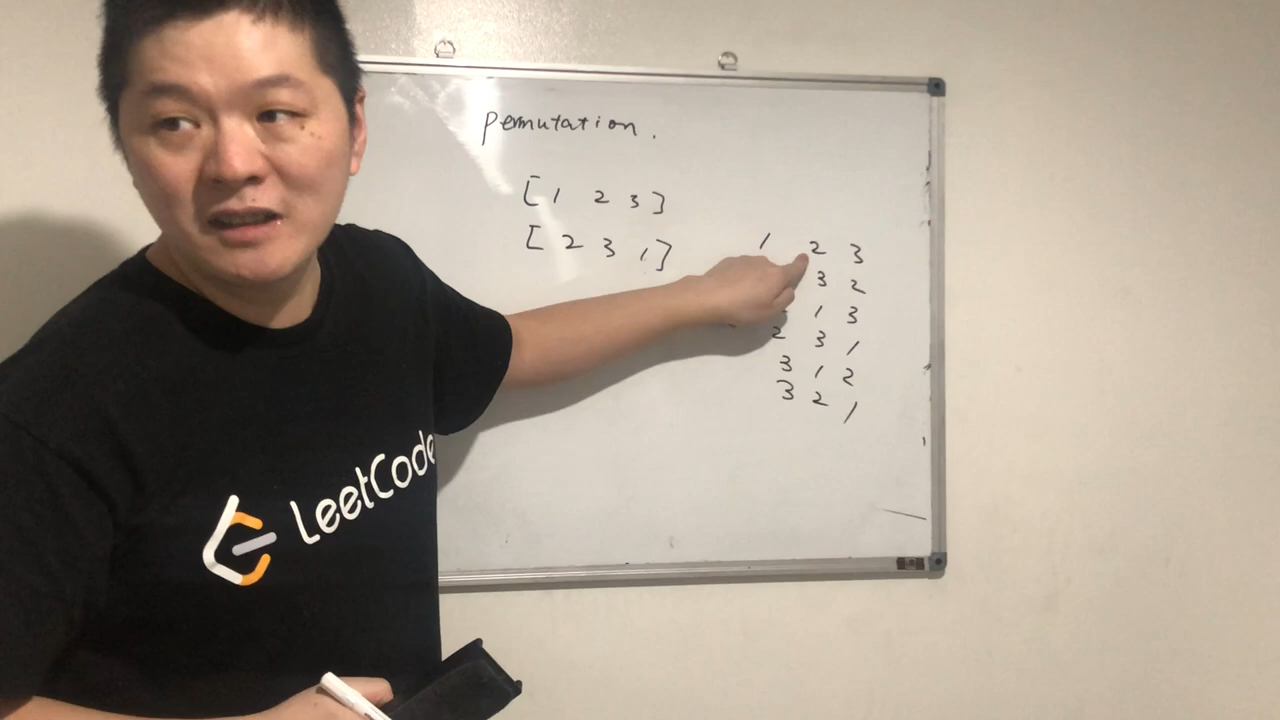 permutation.
[1 2 3]
[2 3 1]
1 2 3
3 2
1 3
2 3 1
3 1 2
3 2 1
LeetCode